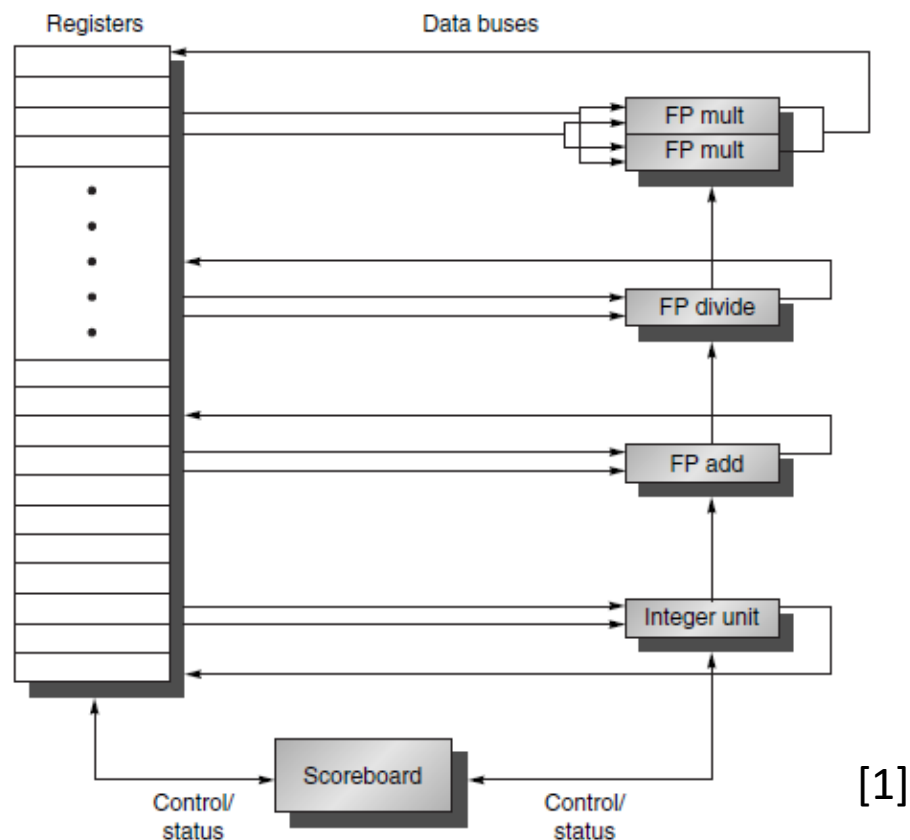 Registers
Data buses
FP mult
FP mult
FP divide
FP add
Integer unit
Scoreboard
Control/
status
Control/
status
[1]